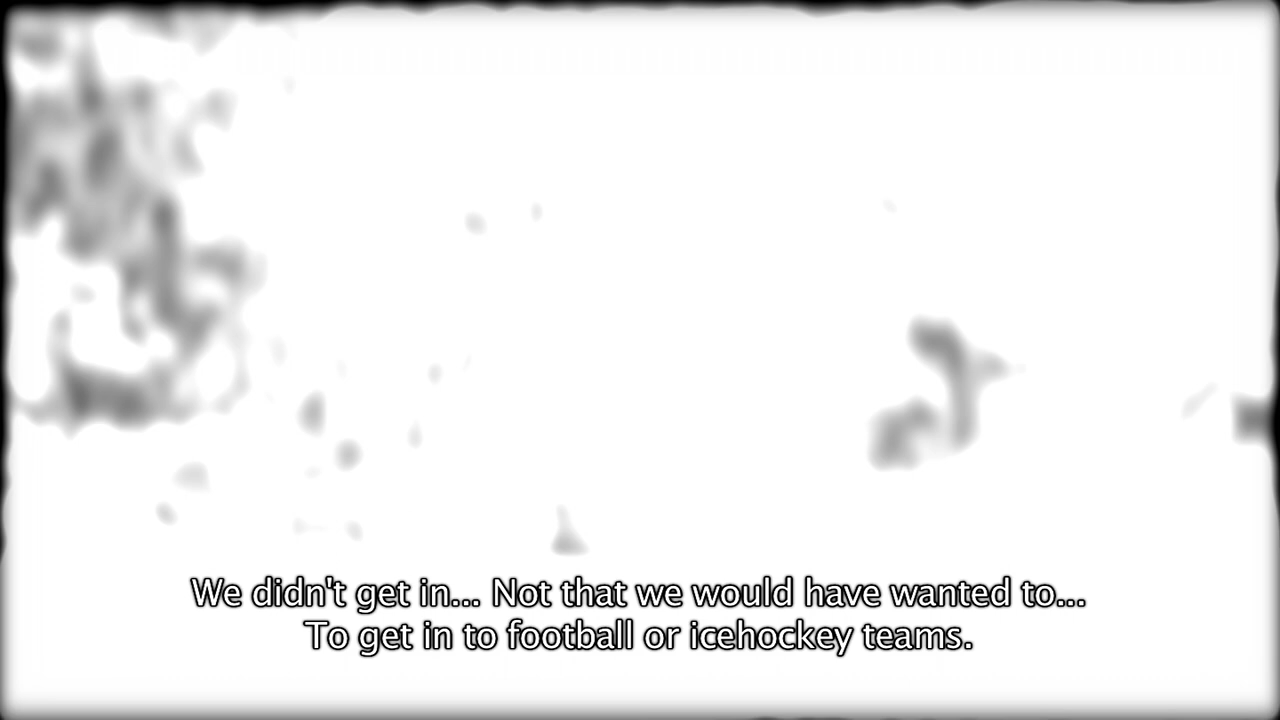 We didn't get in... Not that we would have wanted to...
To get in to football or icehockey teams.